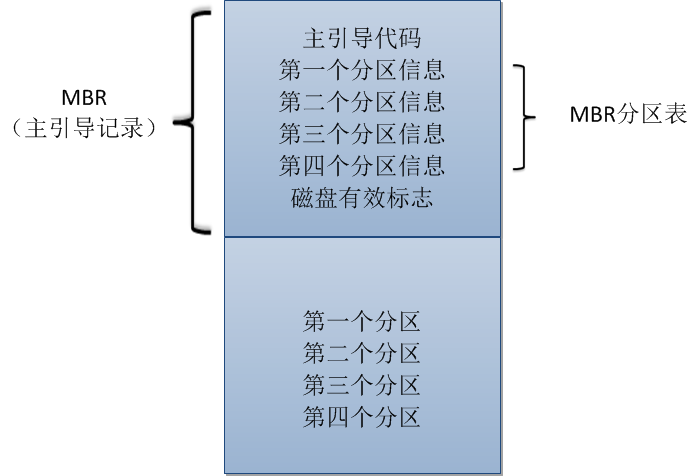 MBR
（主引导记录）
主引导代码
第一个分区信息
第二个分区信息
第三个分区信息
第四个分区信息
磁盘有效标志
MBR分区表
第一个分区
第二个分区
第三个分区
第四个分区